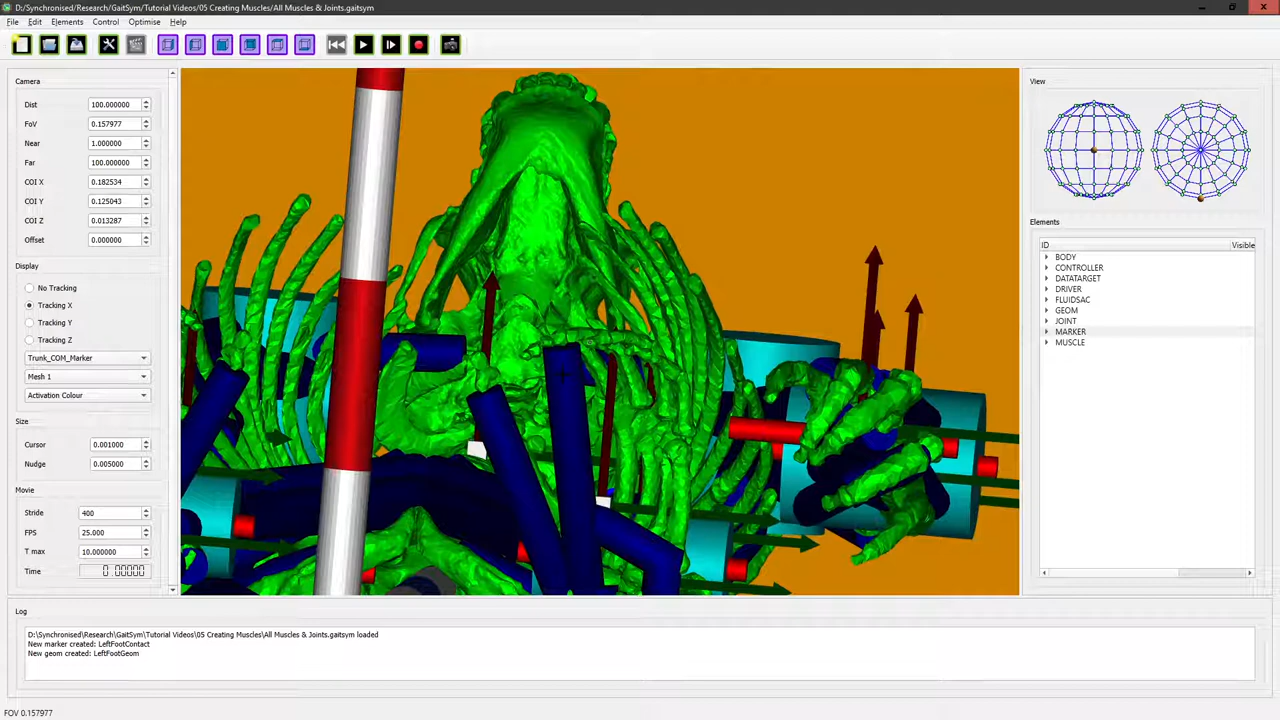 D:/Synchronised/Research/GaitSym/Tutorial Videos/05 Creating Muscles/All Muscles & Joints.gaitsym
File Edit Elements Control Optimise Help
Camera
Dist 100.000000
FoV 0.157977
Near 1.000000
Far 100.000000
COI X 0.182534
COI Y 0.125043
COI Z 0.013287
Offset 0.000000
Display
No Tracking
Tracking X
Tracking Y
Tracking Z
Trunk_COM_Marker
Mesh 1
Activation Colour
Size
Cursor 0.001000
Nudge 0.005000
Movie
Stride 400
FPS 25.000
T max 10.000000
Time 0.00000
View
Elements
ID Visible
BODY
CONTROLLER
DATATARGET
DRIVER
FLUIDSAC
GEOM
JOINT
MARKER
MUSCLE
Log
D:\Synchronised\Research\GaitSym\Tutorial Videos\05 Creating Muscles\All Muscles & Joints.gaitsym loaded
New marker created: LeftFootContact
New geom created: LeftFootGeom
FOV 0.157977